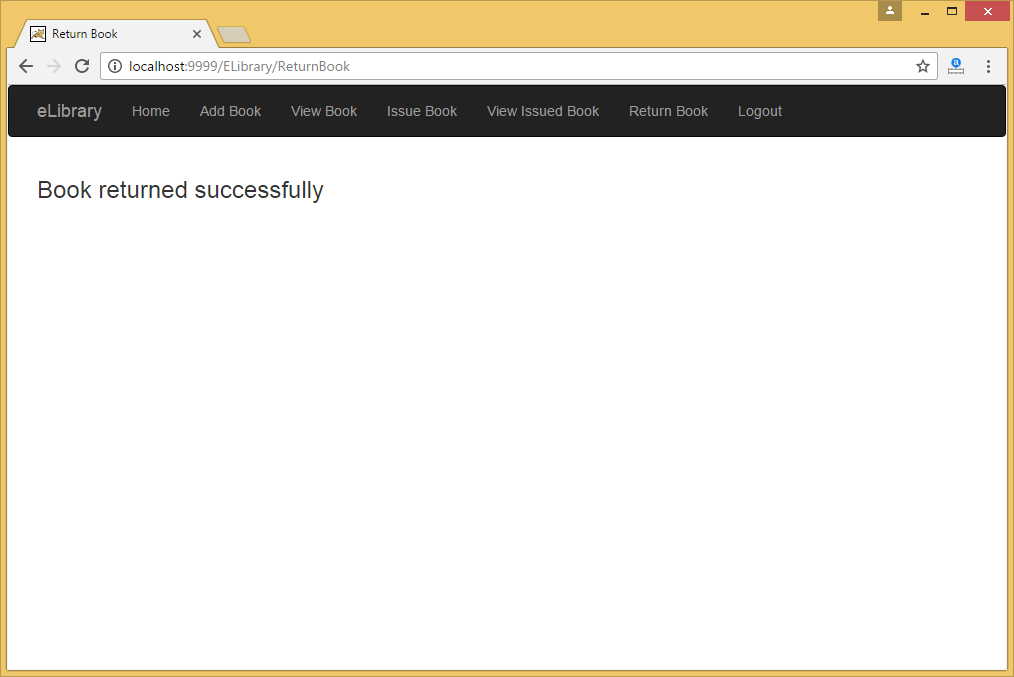 Return Book
localhost:9999/ELibrary/ReturnBook
eLibrary Home Add Book View Book Issue Book View Issued Book Return Book Logout
Book returned successfully